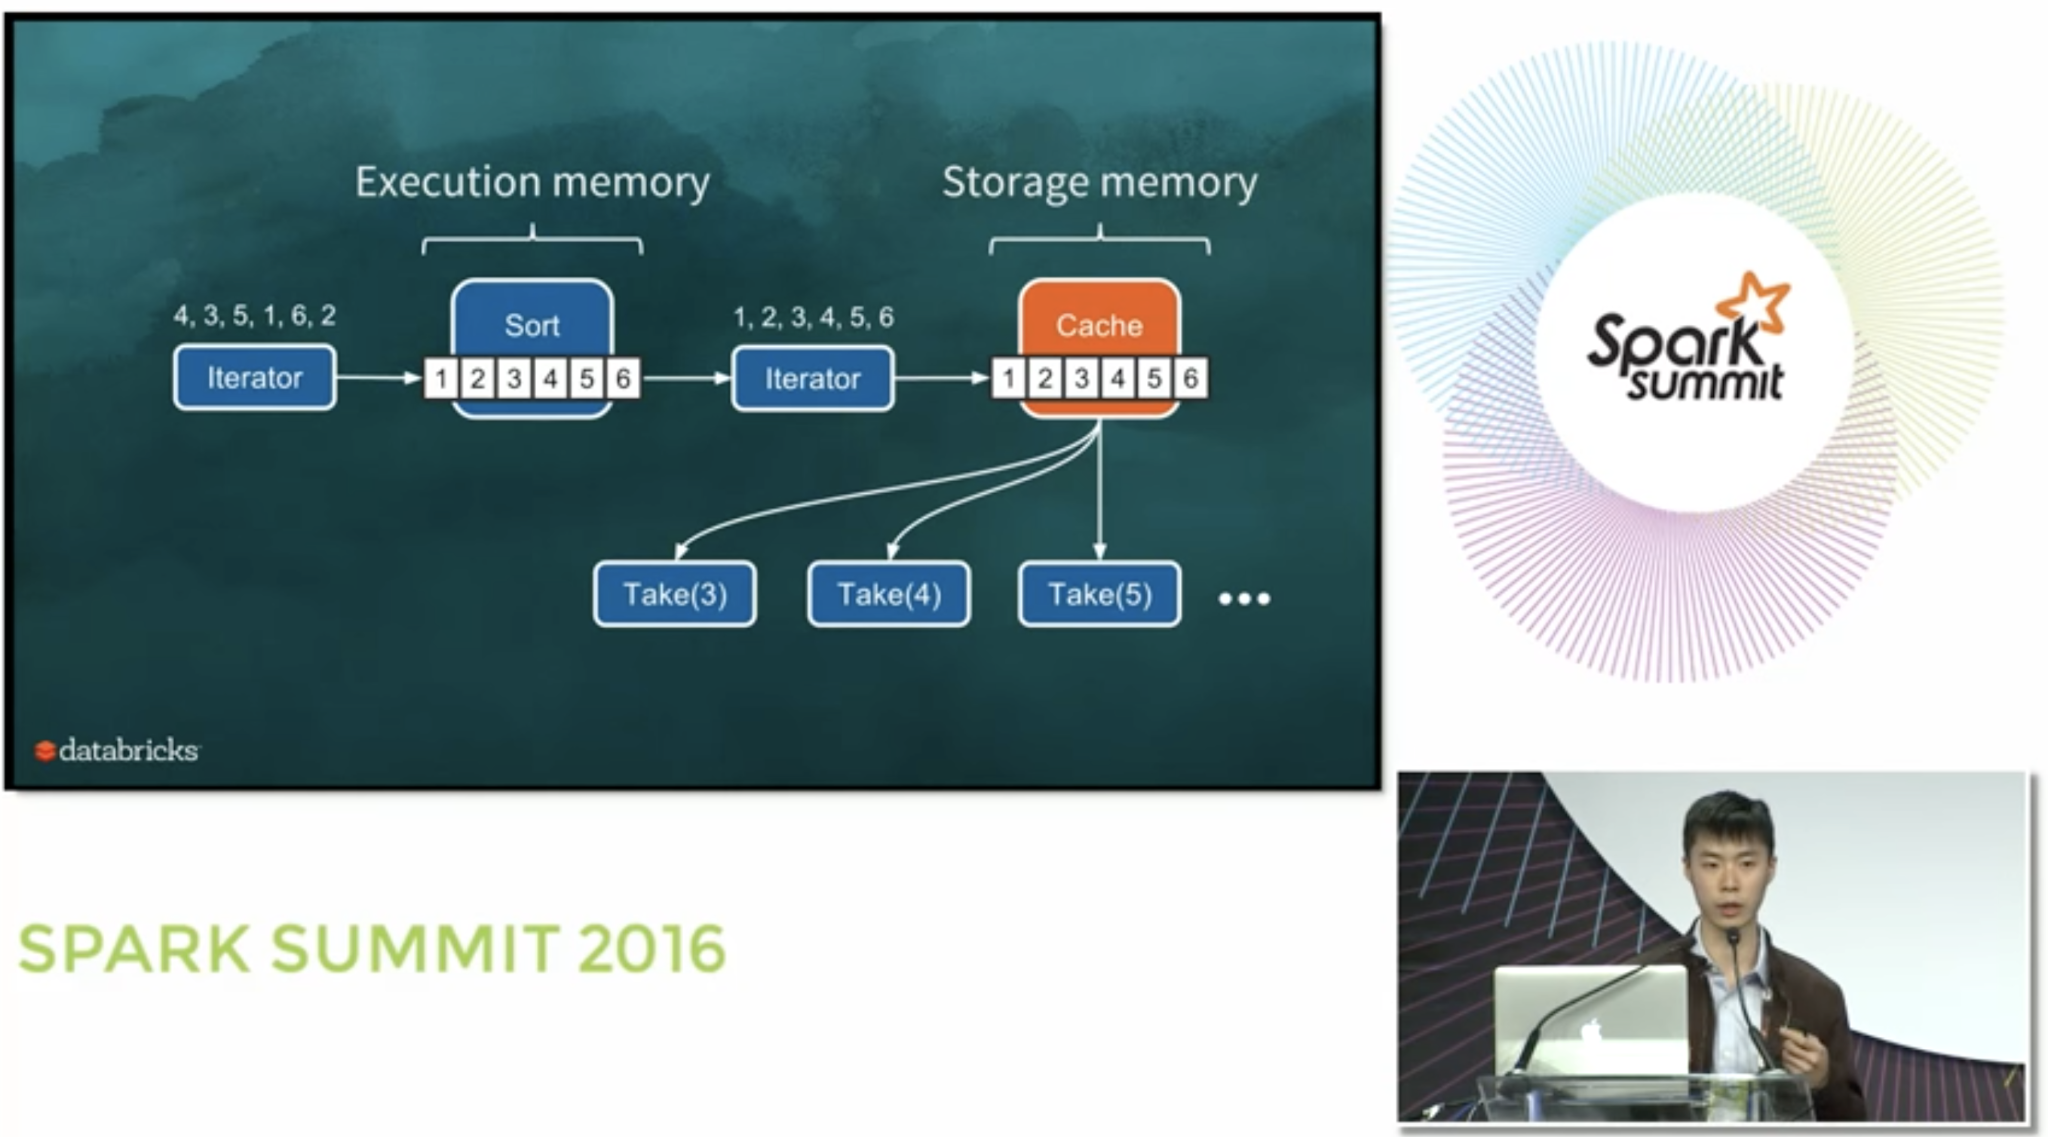 Execution memory
Storage memory
4, 3, 5, 1, 6, 2
Sort
1, 2, 3, 4, 5, 6
Cache
Iterator
1 2 3 4 5 6
Iterator
1 2 3 4 5 6
Take(3)
Take(4)
Take(5)
•••
databricks
Spark
summit
SPARK SUMMIT 2016